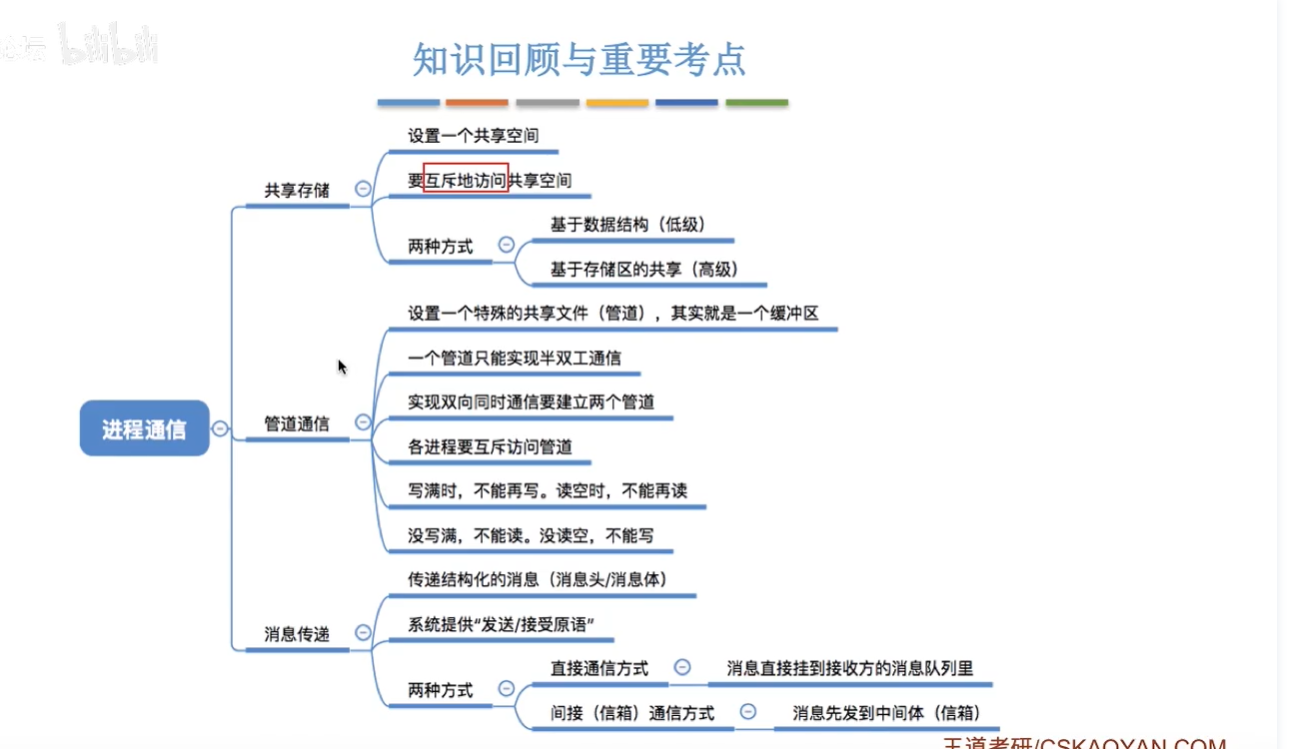 坛 bilibili
知识回顾与重要考点
设置一个共享空间
共享存储
要互斥地访问共享空间
两种方式
基于数据结构（低级）
基于存储区的共享（高级）
设置一个特殊的共享文件（管道），其实就是一个缓冲区
一个管道只能实现半双工通信
实现双向同时通信要建立两个管道
进程通信
管道通信
各进程要互斥访问管道
写满时，不能再写。读空时，不能再读
没写满，不能读。没读空，不能写
传递结构化的消息（消息头/消息体）
消息传递
系统提供“发送/接受原语”
两种方式
直接通信方式
消息直接挂到接收方的消息队列里
间接（信箱）通信方式
消息先发到中间体（信箱）
王道考研/CSKAOYAN.COM